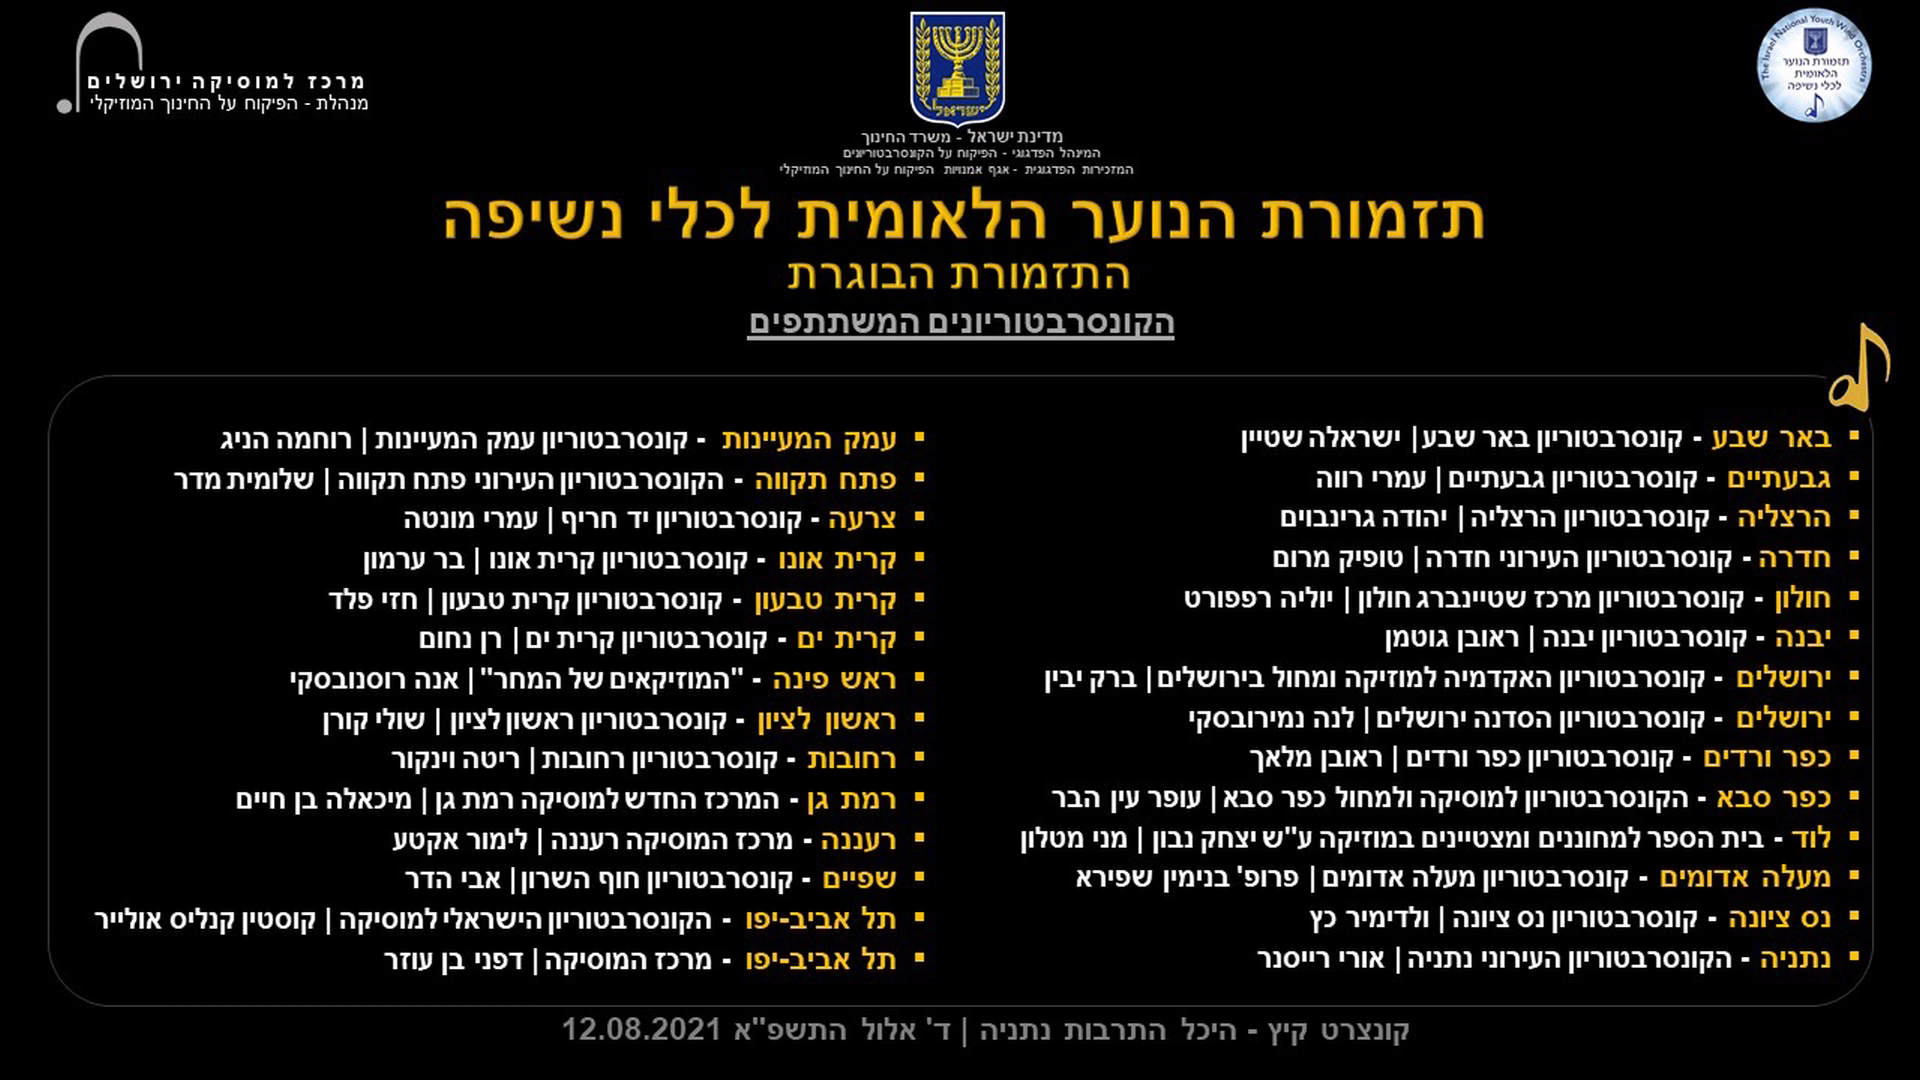 מרכז למוסיקה ירושלים
מנהלת - הפיקוח על החינוך המוזיקלי
ישראל
The Israel National Youth Wind Orchestra
תזמורת הנוער
הלאומית
לכלי נשיפה
מדינת ישראל - משרד החינוך
המינהל הפדגוגי - הפיקוח על הקונסרבטוריונים
המזכירות הפדגוגית - אגף אמנויות הפיקוח על החינוך המוזיקלי
תזמורת הנוער הלאומית לכלי נשיפה
התזמורת הבוגרת
הקונסרבטוריונים המשתתפים
באר שבע - קונסרבטוריון באר שבע | ישראלה שטיין
גבעתיים - קונסרבטוריון גבעתיים | עמרי רווה
הרצליה - קונסרבטוריון הרצליה | יהודה גרינבוים
חדרה - קונסרבטוריון העירוני חדרה | טופיק מרום
חולון - קונסרבטוריון מרכז שטיינברג חולון | יוליה רפפורט
יבנה - קונסרבטוריון יבנה | ראובן גוטמן
ירושלים - קונסרבטוריון האקדמיה למוזיקה ומחול בירושלים | ברק יבין
ירושלים - קונסרבטוריון הסדנה ירושלים | לנה נמירובסקי
כפר ורדים - קונסרבטוריון כפר ורדים | ראובן מלאך
כפר סבא - הקונסרבטוריון למוסיקה ולמחול כפר סבא | עופר עין הבר
לוד - בית הספר למחוננים ומצטיינים במוזיקה ע"ש יצחק נבון | מני מטלון
מעלה אדומים - קונסרבטוריון מעלה אדומים | פרופ' בנימין שפירא
נס ציונה - קונסרבטוריון נס ציונה | ולדימיר כץ
נתניה - הקונסרבטוריון העירוני נתניה | אורי רייסנר
עמק המעיינות - קונסרבטוריון עמק המעיינות | רוחמה הניג
פתח תקווה - הקונסרבטוריון העירוני פתח תקווה | שלומית מדר
צרעה - קונסרבטוריון יד חריף | עמרי מונטה
קרית אונו - קונסרבטוריון קרית אונו | בר ערמון
קרית טבעון - קונסרבטוריון קרית טבעון | חזי פלד
קרית ים - קונסרבטוריון קרית ים | רן נחום
ראש פינה - "המוזיקאים של המחר" | אנה רוסנובסקי
ראשון לציון - קונסרבטוריון ראשון לציון | שולי קורן
רחובות - קונסרבטוריון רחובות | ריטה וינקור
רמת גן - המרכז החדש למוסיקה רמת גן | מיכאלה בן חיים
רעננה - מרכז המוסיקה רעננה | לימור אקטע
שפיים - קונסרבטוריון חוף השרון | אבי הדר
תל אביב-יפו - הקונסרבטוריון הישראלי למוסיקה | קוסטין קנליס אולייר
תל אביב-יפו - מרכז המוסיקה | דפני בן עוזר
קונצרט קיץ - היכל התרבות נתניה | ד' אלול התשפ"א 12.08.2021